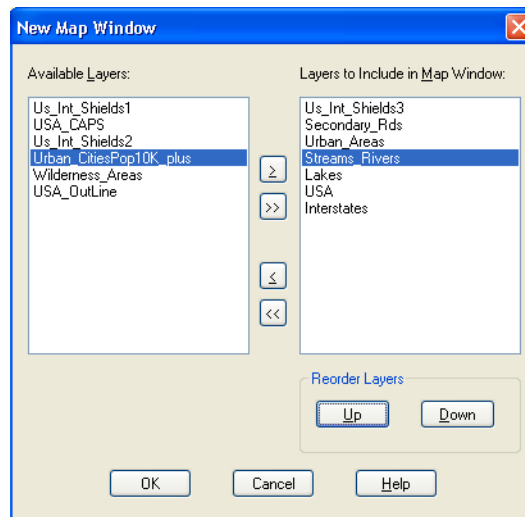 New Map Window
Available Layers:
Us_Int_Shields1
USA_CAPS
Us_Int_Shields2
Urban_CitiesPop10K_plus
Wilderness_Areas
USA_OutLine
>
>>
<
<<
Layers to Include in Map Window:
Us_Int_Shields3
Secondary_Rds
Urban_Areas
Streams_Rivers
Lakes
USA
Interstates
Reorder Layers
Up
Down
OK
Cancel
Help